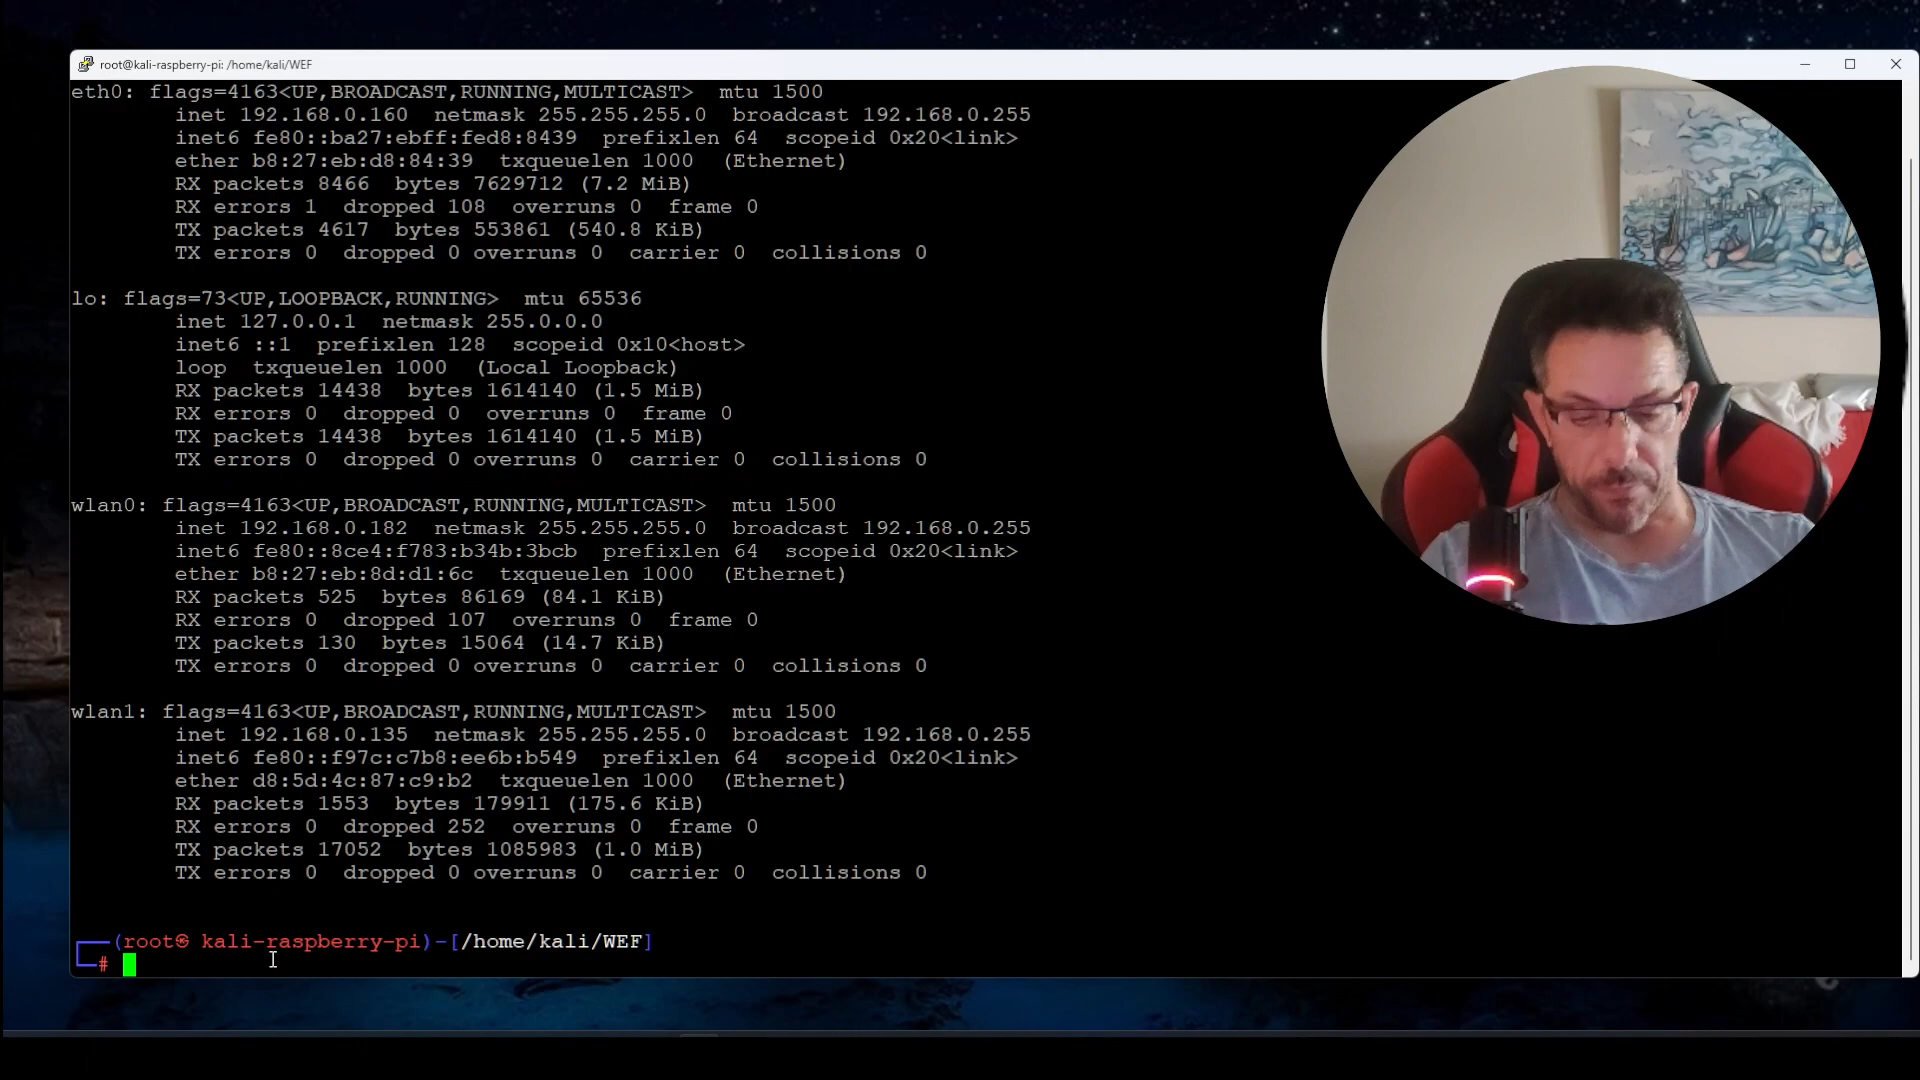 root@kali-raspberry-pi: /home/kali/WEF
eth0: flags=4163<UP,BROADCAST,RUNNING,MULTICAST>  mtu 1500
inet 192.168.0.160  netmask 255.255.255.0  broadcast 192.168.0.255
inet6 fe80::ba27:ebff:fed8:8439  prefixlen 64  scopeid 0x20<link>
ether b8:27:eb:d8:84:39  txqueuelen 1000  (Ethernet)
RX packets 8466  bytes 7629712 (7.2 MiB)
RX errors 1  dropped 108  overruns 0  frame 0
TX packets 4617  bytes 553861 (540.8 KiB)
TX errors 0  dropped 0 overruns 0  carrier 0  collisions 0
lo: flags=73<UP,LOOPBACK,RUNNING>  mtu 65536
inet 127.0.0.1  netmask 255.0.0.0
inet6 ::1  prefixlen 128  scopeid 0x10<host>
loop  txqueuelen 1000  (Local Loopback)
RX packets 14438  bytes 1614140 (1.5 MiB)
RX errors 0  dropped 0  overruns 0  frame 0
TX packets 14438  bytes 1614140 (1.5 MiB)
TX errors 0  dropped 0 overruns 0  carrier 0  collisions 0
wlan0: flags=4163<UP,BROADCAST,RUNNING,MULTICAST>  mtu 1500
inet 192.168.0.182  netmask 255.255.255.0  broadcast 192.168.0.255
inet6 fe80::8ce4:f783:b34b:3bcb  prefixlen 64  scopeid 0x20<link>
ether b8:27:eb:8d:d1:6c  txqueuelen 1000  (Ethernet)
RX packets 525  bytes 86169 (84.1 KiB)
RX errors 0  dropped 107  overruns 0  frame 0
TX packets 130  bytes 15064 (14.7 KiB)
TX errors 0  dropped 0 overruns 0  carrier 0  collisions 0
wlan1: flags=4163<UP,BROADCAST,RUNNING,MULTICAST>  mtu 1500
inet 192.168.0.135  netmask 255.255.255.0  broadcast 192.168.0.255
inet6 fe80::f97c:c7b8:ee6b:b549  prefixlen 64  scopeid 0x20<link>
ether d8:5d:4c:87:c9:b2  txqueuelen 1000  (Ethernet)
RX packets 1553  bytes 179911 (175.6 KiB)
RX errors 0  dropped 252  overruns 0  frame 0
TX packets 17052  bytes 1085983 (1.0 MiB)
TX errors 0  dropped 0 overruns 0  carrier 0  collisions 0
┌──(root㉿ kali-raspberry-pi)-[/home/kali/WEF]
└─#